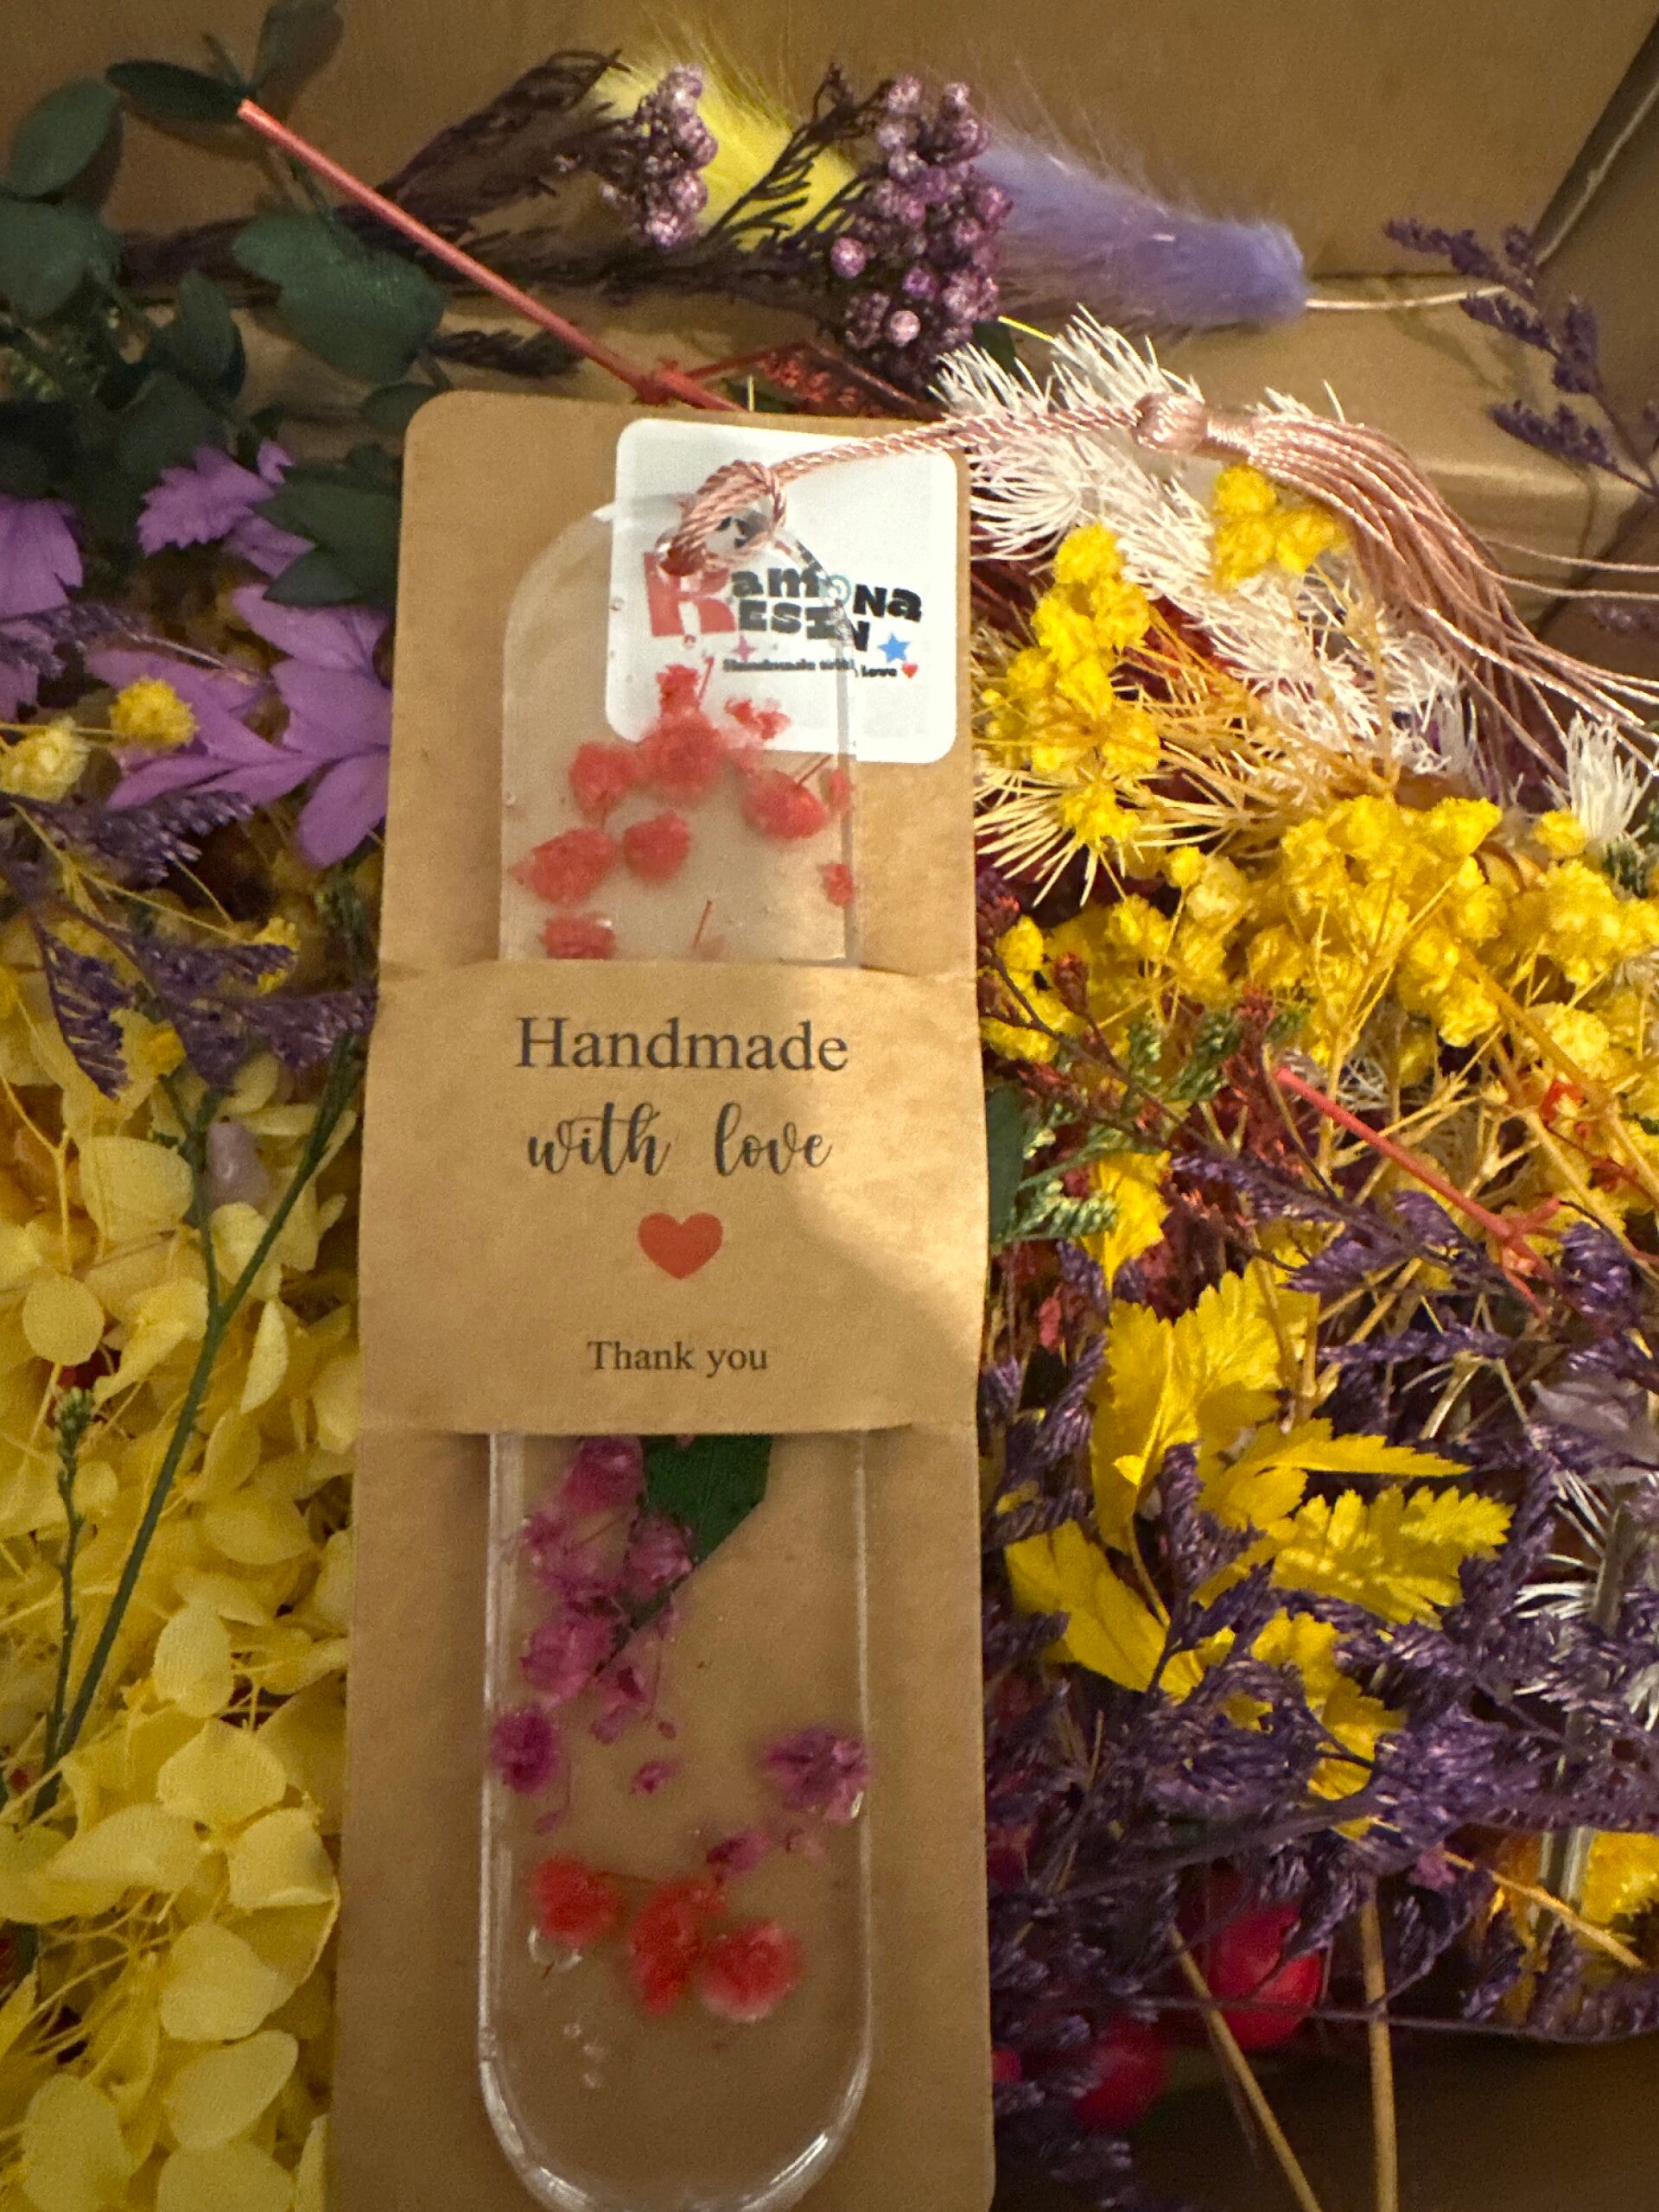 RamoNa
RESIN
Handmade with love
Handmade
with love
Thank you